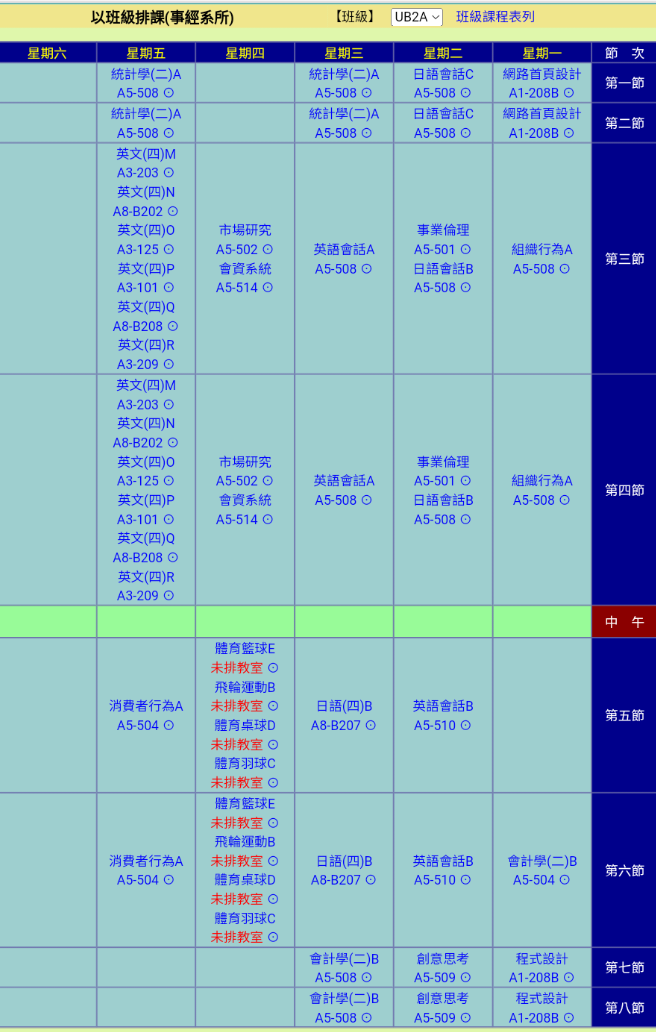 以班級排課(事經系所) 【班級】 UB2A 班級課程表列
星期六 星期五 星期四 星期三 星期二 星期一 節 次
統計學(二)A 統計學(二)A 日語會話C 網路首頁設計
A5-508 ⊙ A5-508 ⊙ A5-508 ⊙ A1-208B ⊙
第一節
統計學(二)A 統計學(二)A 日語會話C 網路首頁設計
A5-508 ⊙ A5-508 ⊙ A5-508 ⊙ A1-208B ⊙
第二節
英文(四)M
A3-203 ⊙
英文(四)N
A8-B202 ⊙
英文(四)O
A3-125 ⊙
英文(四)P
A3-101 ⊙
英文(四)Q
A8-B208 ⊙
英文(四)R
A3-209 ⊙
市場研究
A5-502 ⊙
會資系統
A5-514 ⊙
英語會話A
A5-508 ⊙
事業倫理
A5-501 ⊙
日語會話B
A5-508 ⊙
組織行為A
A5-508 ⊙
第三節
英文(四)M
A3-203 ⊙
英文(四)N
A8-B202 ⊙
英文(四)O
A3-125 ⊙
英文(四)P
A3-101 ⊙
英文(四)Q
A8-B208 ⊙
英文(四)R
A3-209 ⊙
市場研究
A5-502 ⊙
會資系統
A5-514 ⊙
英語會話A
A5-508 ⊙
事業倫理
A5-501 ⊙
日語會話B
A5-508 ⊙
組織行為A
A5-508 ⊙
第四節
中 午
消費者行為A
A5-504 ⊙
體育籃球E
未排教室 ⊙
飛輪運動B
未排教室 ⊙
體育桌球D
未排教室 ⊙
體育羽球C
未排教室 ⊙
日語(四)B
A8-B207 ⊙
英語會話B
A5-510 ⊙
第五節
消費者行為A
A5-504 ⊙
體育籃球E
未排教室 ⊙
飛輪運動B
未排教室 ⊙
體育桌球D
未排教室 ⊙
體育羽球C
未排教室 ⊙
日語(四)B
A8-B207 ⊙
英語會話B
A5-510 ⊙
會計學(二)B
A5-504 ⊙
第六節
會計學(二)B 創意思考 程式設計
A5-508 ⊙ A5-509 ⊙ A1-208B ⊙
第七節
會計學(二)B 創意思考 程式設計
A5-508 ⊙ A5-509 ⊙ A1-208B ⊙
第八節